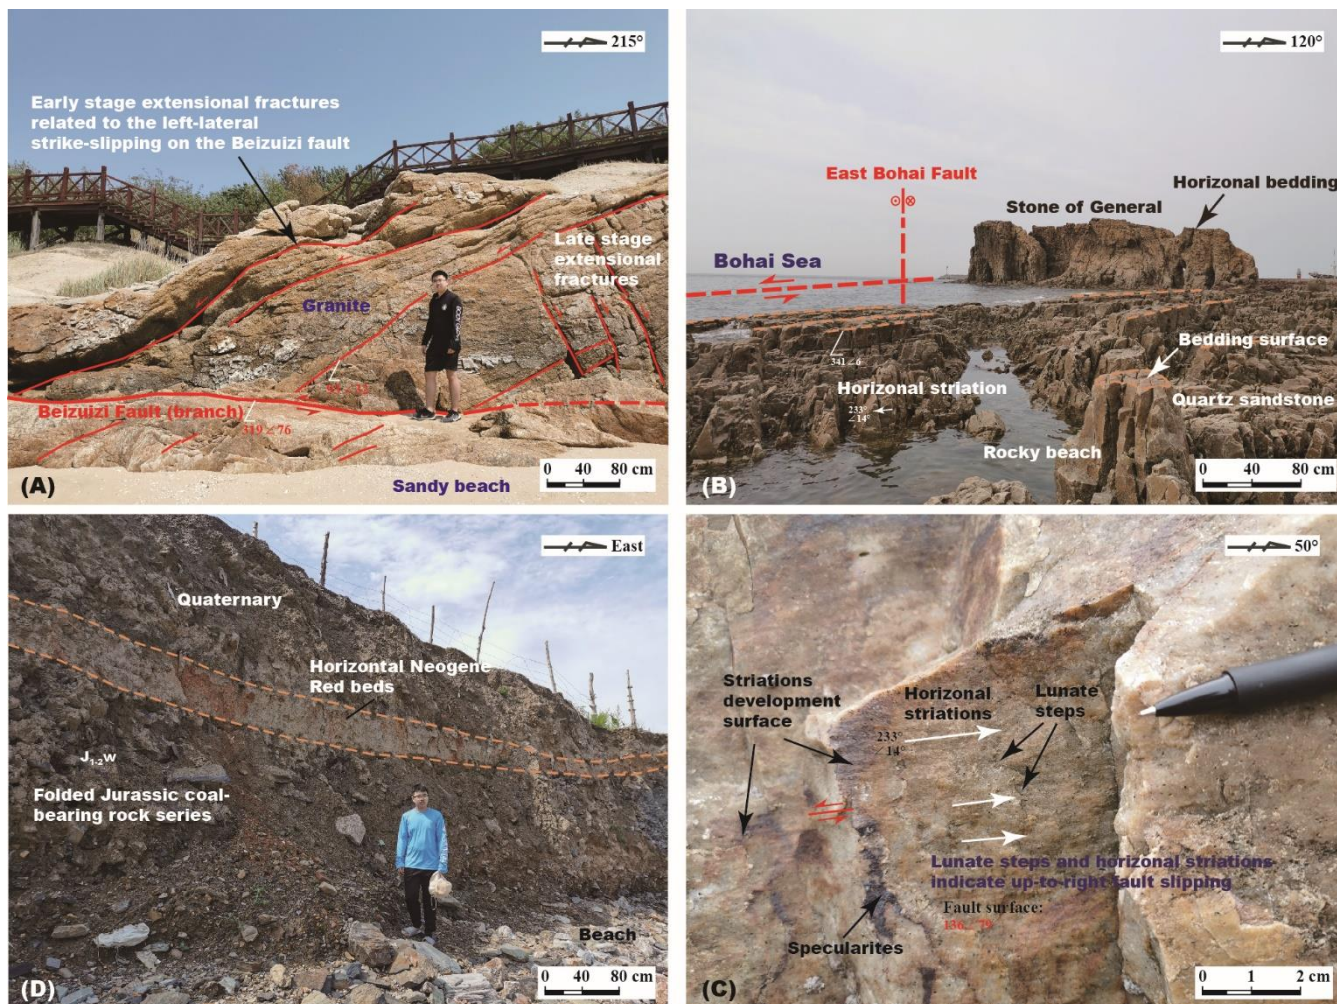 215°
Early stage extensional fractures
related to the left-lateral
strike-slipping on the Beizuizi fault
Late stage
extensional
fractures
Granite
Beizuizi Fault (branch)
319∠76
Sandy beach
0 40 80 cm
(A)
120°
East Bohai Fault
Horizonal bedding
Stone of General
Bohai Sea
341∠6
Bedding surface
Horizonal striation
233°
∠14°
Quartz sandstone
Rocky beach
0 40 80 cm
(B)
East
Quaternary
Horizontal Neogene
Red beds
J₁₋₂W
Folded Jurassic coal-
bearing rock series
Beach
0 40 80 cm
(D)
50°
Striations
development
surface
Horizonal
striations
Lunate
steps
233°
∠14°
Lunate steps and horizonal striations
indicate up-to-right fault slipping
Fault surface:
136∠79
Specularites
0 1 2 cm
(C)